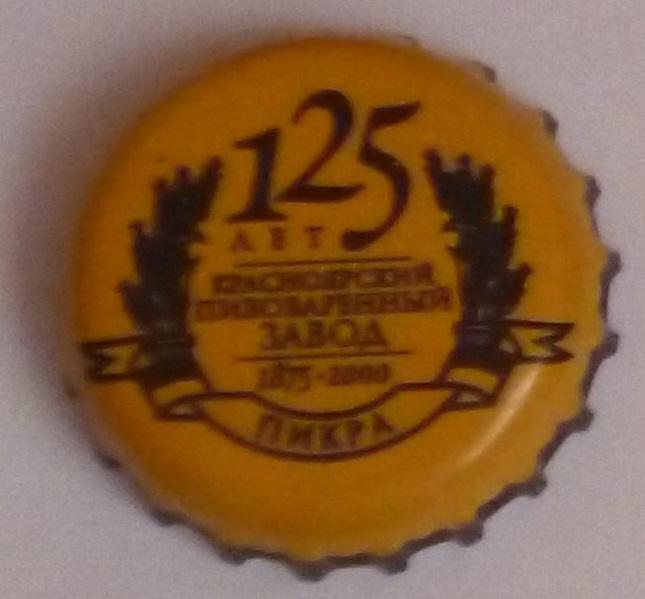 125
ЛЕТ
КРАСНОЯРСКИЙ
ПИВОВАРЕННЫЙ
ЗАВОД
1875-2000
ПИКРА